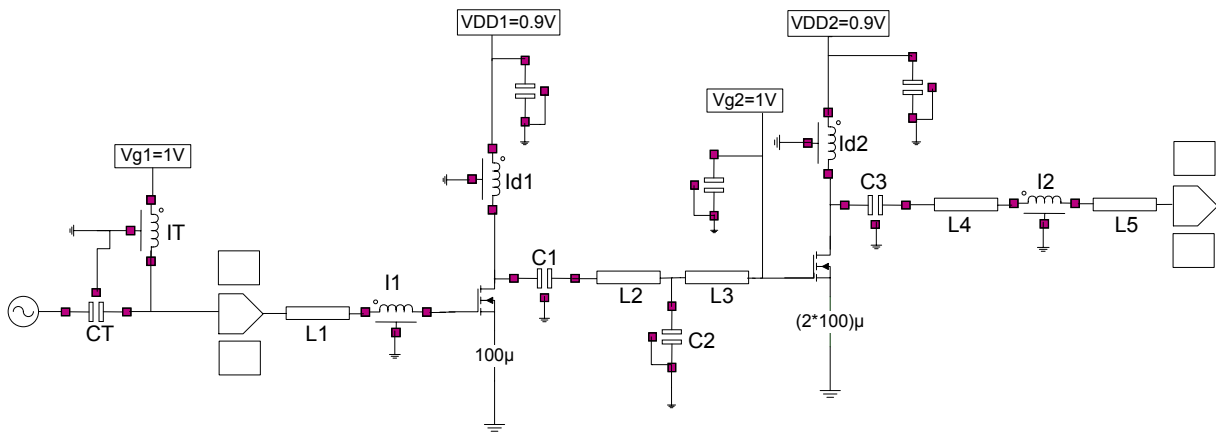 VDD1=0.9V
VDD2=0.9V
Vg2=1V
Id1
Id2
Vg1=1V
IT
C3
I2
L4
L5
C1
I1
L2
L3
CT
L1
100µ
C2
(2*100)µ